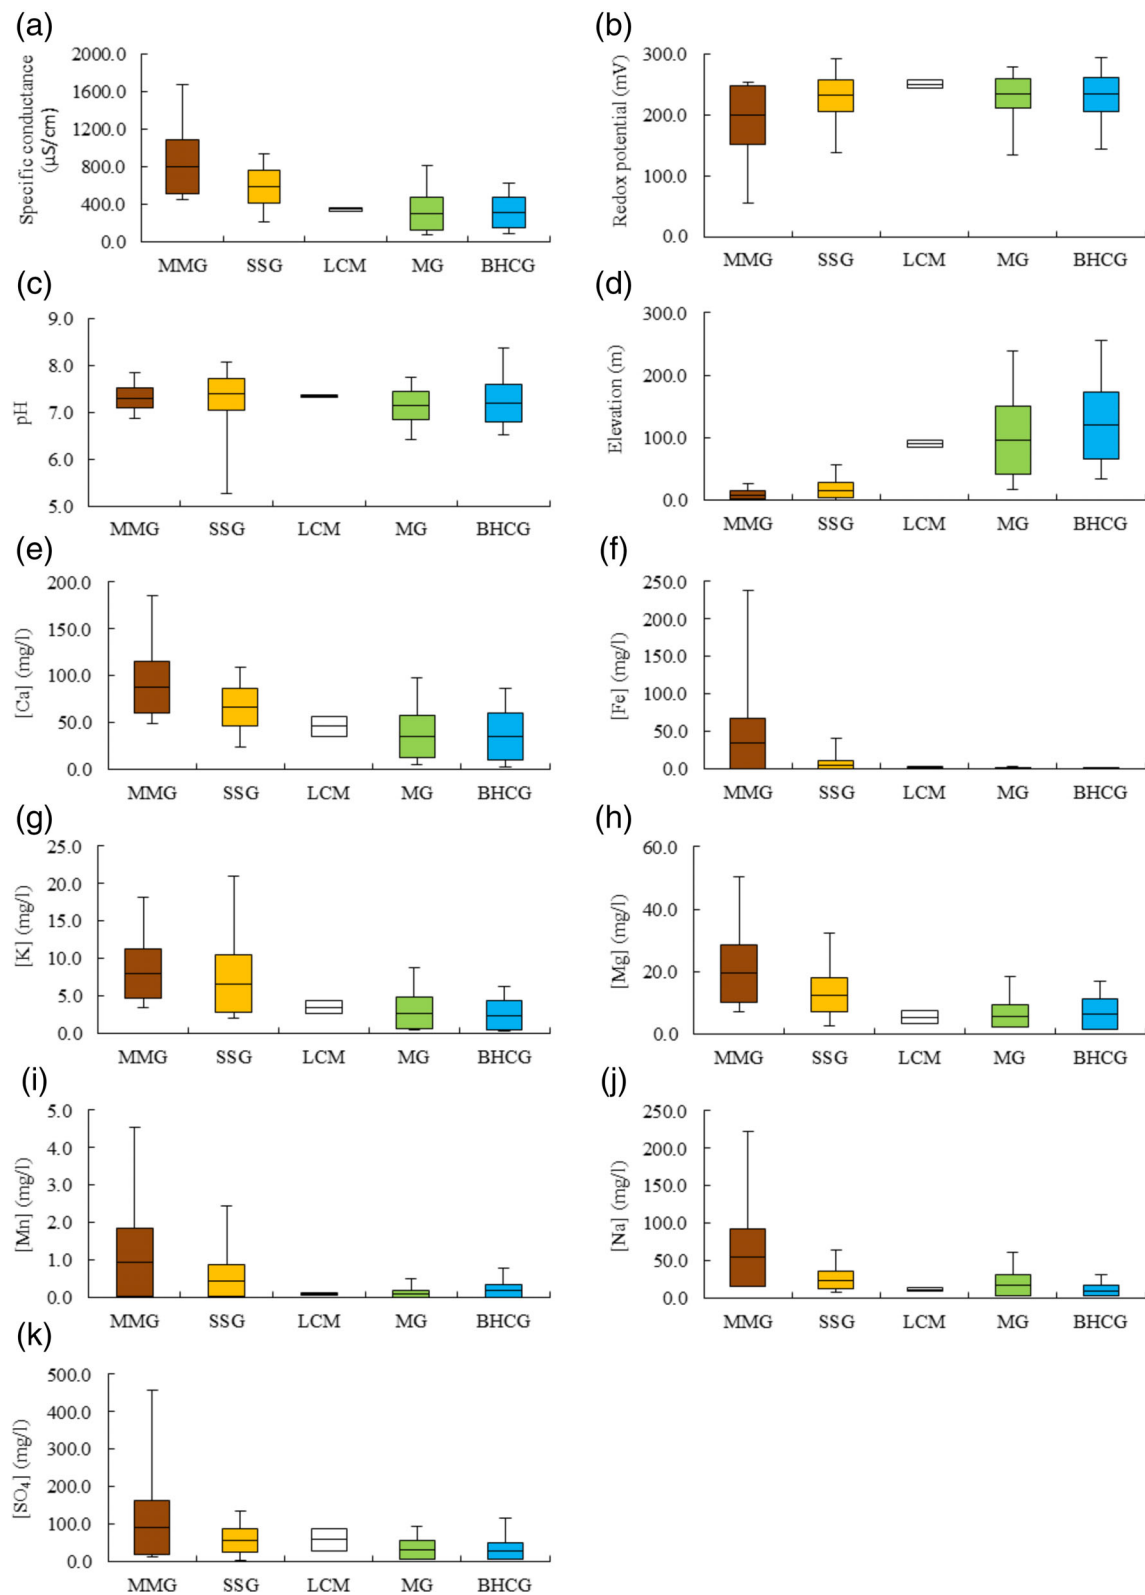 (a)
Specific conductance
(µS/cm)
2000.0
1600.0
1200.0
800.0
400.0
0.0
MMG SSG LCM MG BHCG
(b)
Redox potential (mV)
300.0
200.0
100.0
0.0
MMG SSG LCM MG BHCG
(c)
pH
9.0
8.0
7.0
6.0
5.0
MMG SSG LCM MG BHCG
(d)
Elevation (m)
300.0
200.0
100.0
0.0
MMG SSG LCM MG BHCG
(e)
[Ca] (mg/l)
200.0
150.0
100.0
50.0
0.0
MMG SSG LCM MG BHCG
(f)
[Fe] (mg/l)
250.0
200.0
150.0
100.0
50.0
0.0
MMG SSG LCM MG BHCG
(g)
[K] (mg/l)
25.0
20.0
15.0
10.0
5.0
0.0
MMG SSG LCM MG BHCG
(h)
[Mg] (mg/l)
60.0
40.0
20.0
0.0
MMG SSG LCM MG BHCG
(i)
[Mn] (mg/l)
5.0
4.0
3.0
2.0
1.0
0.0
MMG SSG LCM MG BHCG
(j)
[Na] (mg/l)
250.0
200.0
150.0
100.0
50.0
0.0
MMG SSG LCM MG BHCG
(k)
[SO₄] (mg/l)
500.0
400.0
300.0
200.0
100.0
0.0
MMG SSG LCM MG BHCG